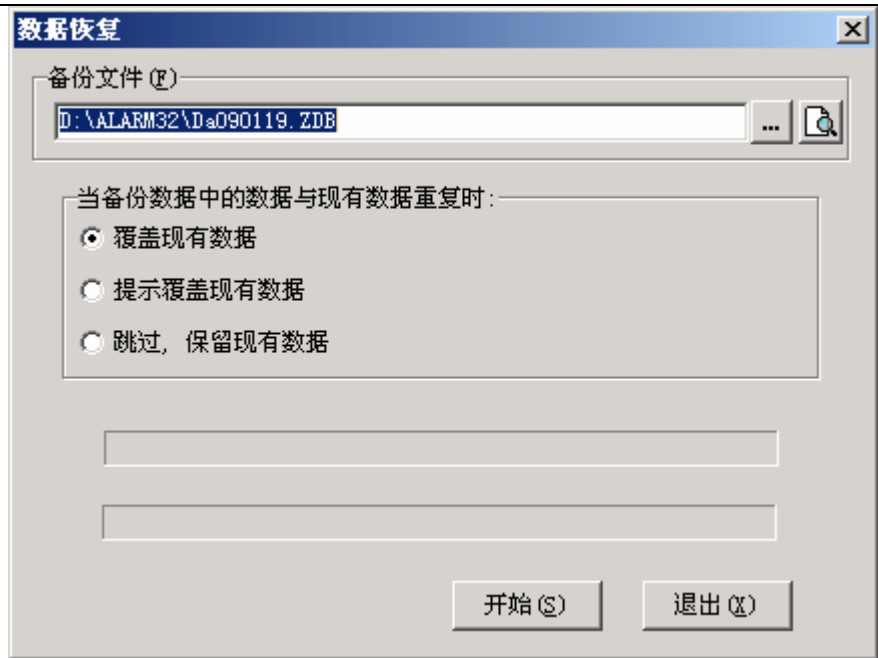 数据恢复
备份文件(F)
D:\ALARM32\Da090119.ZDB
...
当备份数据中的数据与现有数据重复时:
覆盖现有数据
提示覆盖现有数据
跳过, 保留现有数据
开始(S)
退出(X)